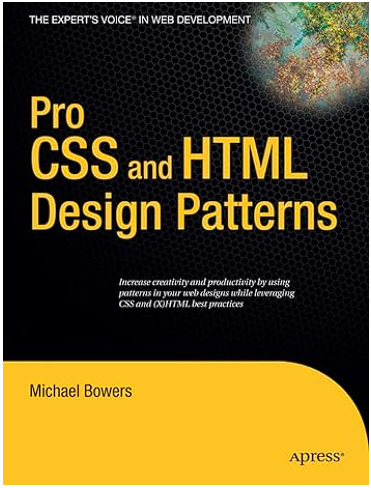 THE EXPERT'S VOICE® IN WEB DEVELOPMENT
Pro
CSS and HTML
Design Patterns
Increase creativity and productivity by using
patterns in your web designs while leveraging
CSS and (X)HTML best practices
Michael Bowers
Apress®